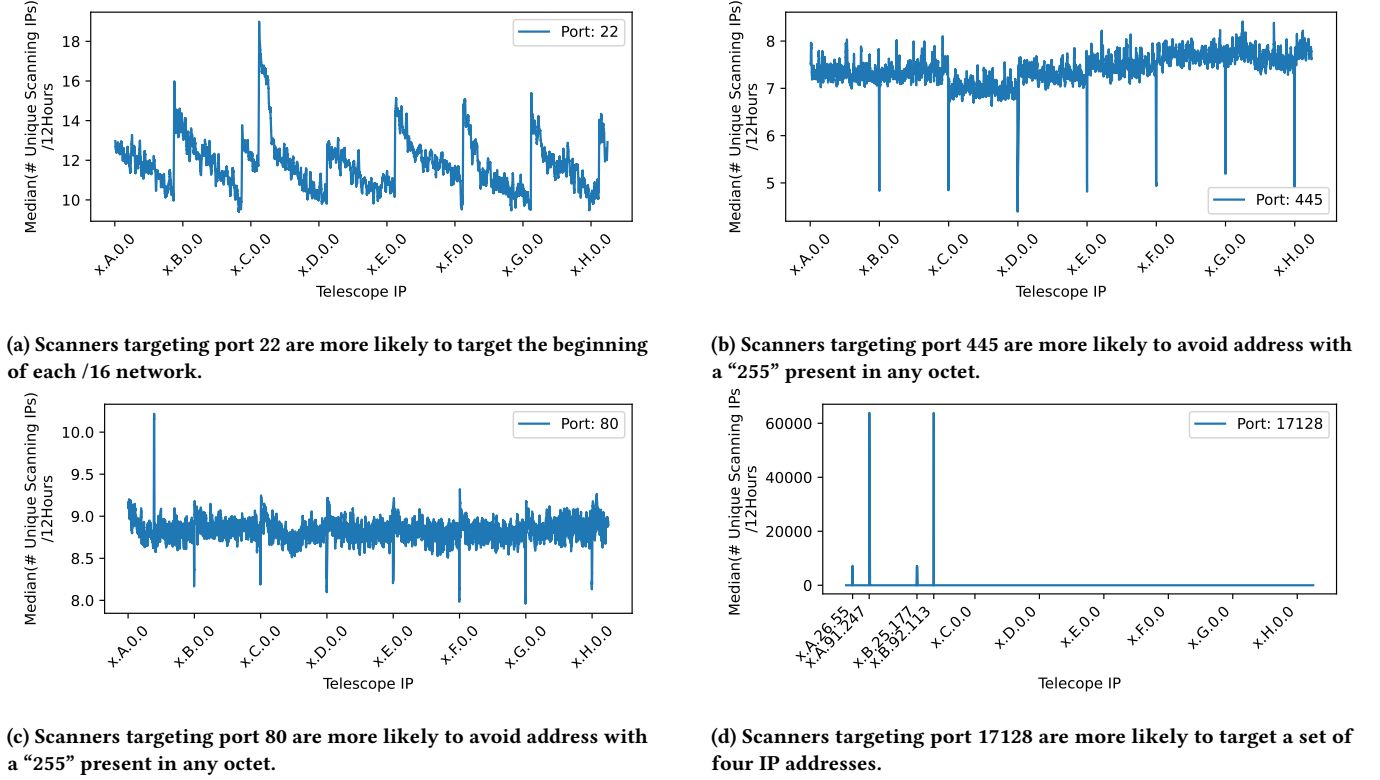 Median(# Unique Scanning IPs)
/12Hours
18
16
14
12
10
Port: 22
x.A.0.0
x.B.0.0
x.C.0.0
x.D.0.0
x.E.0.0
x.F.0.0
x.G.0.0
x.H.0.0
Telescope IP
(a) Scanners targeting port 22 are more likely to target the beginning
of each /16 network.
Median(# Unique Scanning IPs)
/12Hours
8
7
6
5
Port: 445
x.A.0.0
x.B.0.0
x.C.0.0
x.D.0.0
x.E.0.0
x.F.0.0
x.G.0.0
x.H.0.0
Telescope IP
(b) Scanners targeting port 445 are more likely to avoid address with
a “255” present in any octet.
Median(# Unique Scanning IPs)
/12Hours
10.0
9.5
9.0
8.5
8.0
Port: 80
x.A.0.0
x.B.0.0
x.C.0.0
x.D.0.0
x.E.0.0
x.F.0.0
x.G.0.0
x.H.0.0
Telescope IP
(c) Scanners targeting port 80 are more likely to avoid address with
a “255” present in any octet.
Median(# Unique Scanning IPs
/12Hours
60000
40000
20000
0
Port: 17128
x.A.26.55
x.A.91.247
x.B.25.177
x.B.92.113
x.C.0.0
x.D.0.0
x.E.0.0
x.F.0.0
x.G.0.0
x.H.0.0
Telecope IP
(d) Scanners targeting port 17128 are more likely to target a set of
four IP addresses.